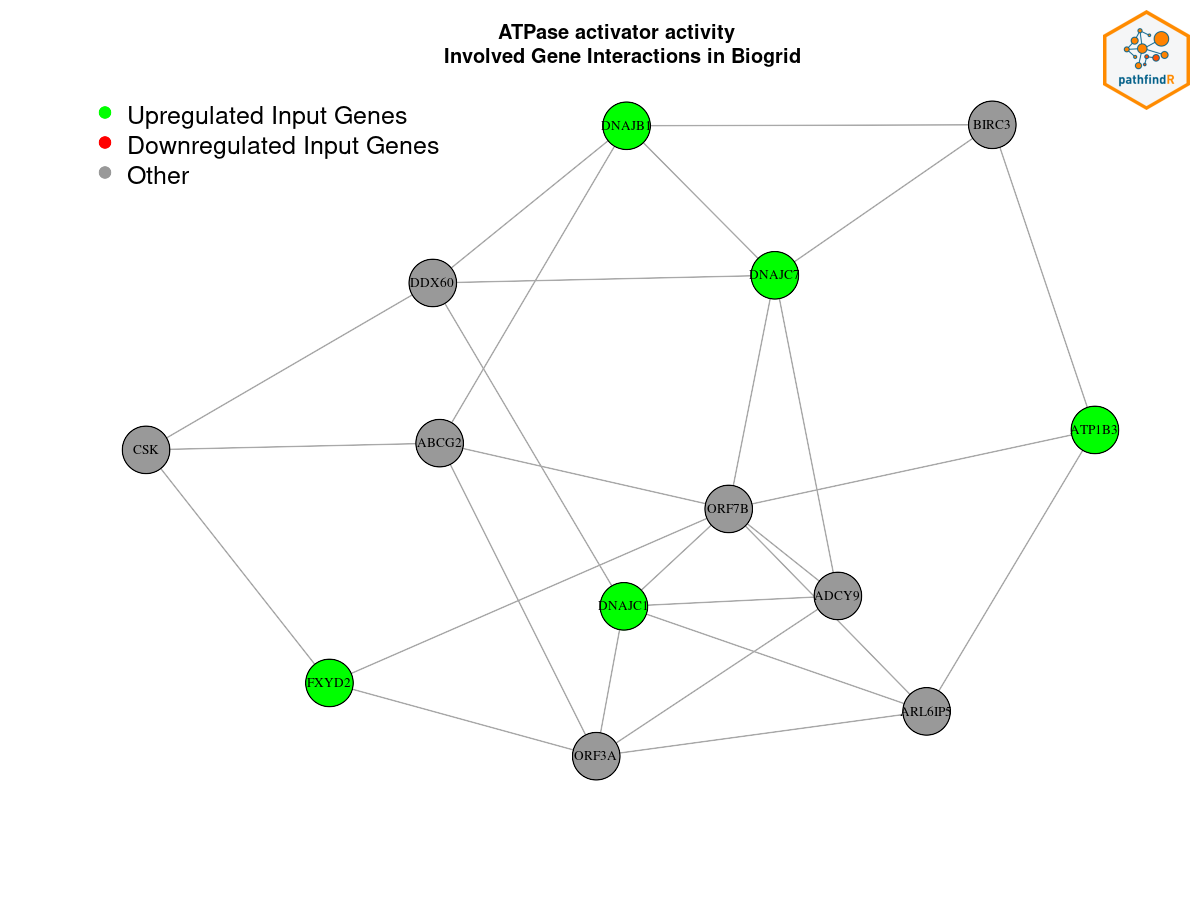 ATPase activator activity
Involved Gene Interactions in Biogrid
pathfindR
Upregulated Input Genes
Downregulated Input Genes
Other
DNAJB1
BIRC3
DNAJC7
DDX60
ATP1B3
ABCG2
CSK
ORF7B
ADCY9
DNAJC1
FXYD2
ARL6IP5
ORF3A